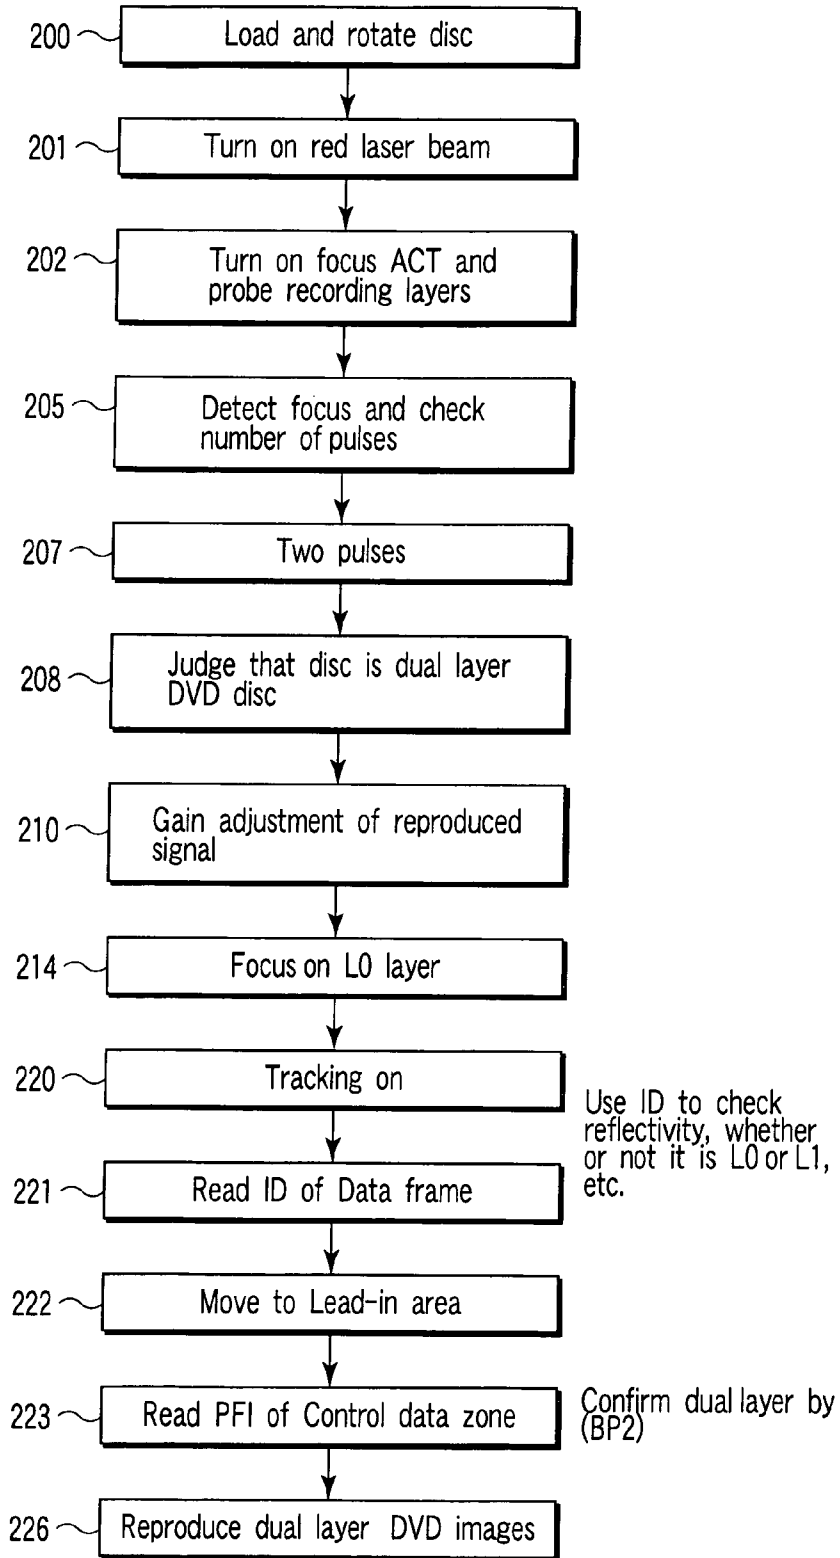 200
Load and rotate disc
201
Turn on red laser beam
202
Turn on focus ACT and
probe recording layers
205
Detect focus and check
number of pulses
207
Two pulses
208
Judge that disc is dual layer
DVD disc
210
Gain adjustment of reproduced
signal
214
Focus on L0 layer
220
Tracking on
Use ID to check
reflectivity, whether
or not it is L0 or L1,
etc.
221
Read ID of Data frame
222
Move to Lead-in area
223
Read PFI of Control data zone
Confirm dual layer by
(BP2)
226
Reproduce dual layer DVD images